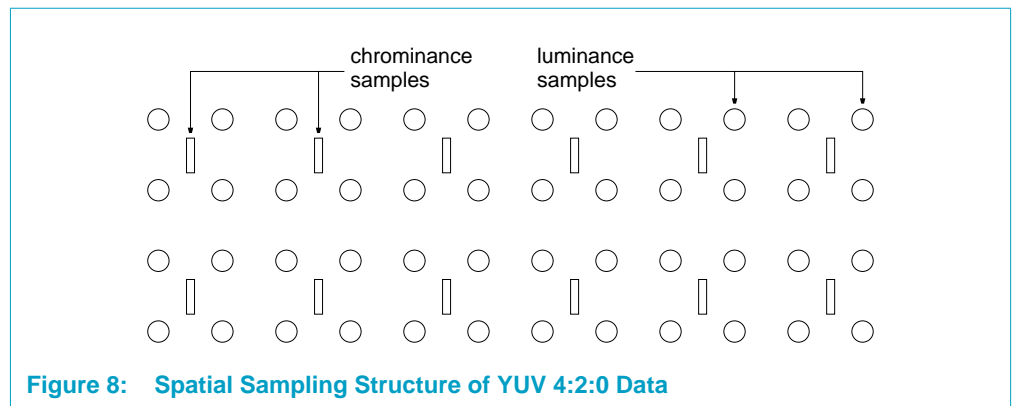 chrominance
samples
luminance
samples
Figure 8: Spatial Sampling Structure of YUV 4:2:0 Data